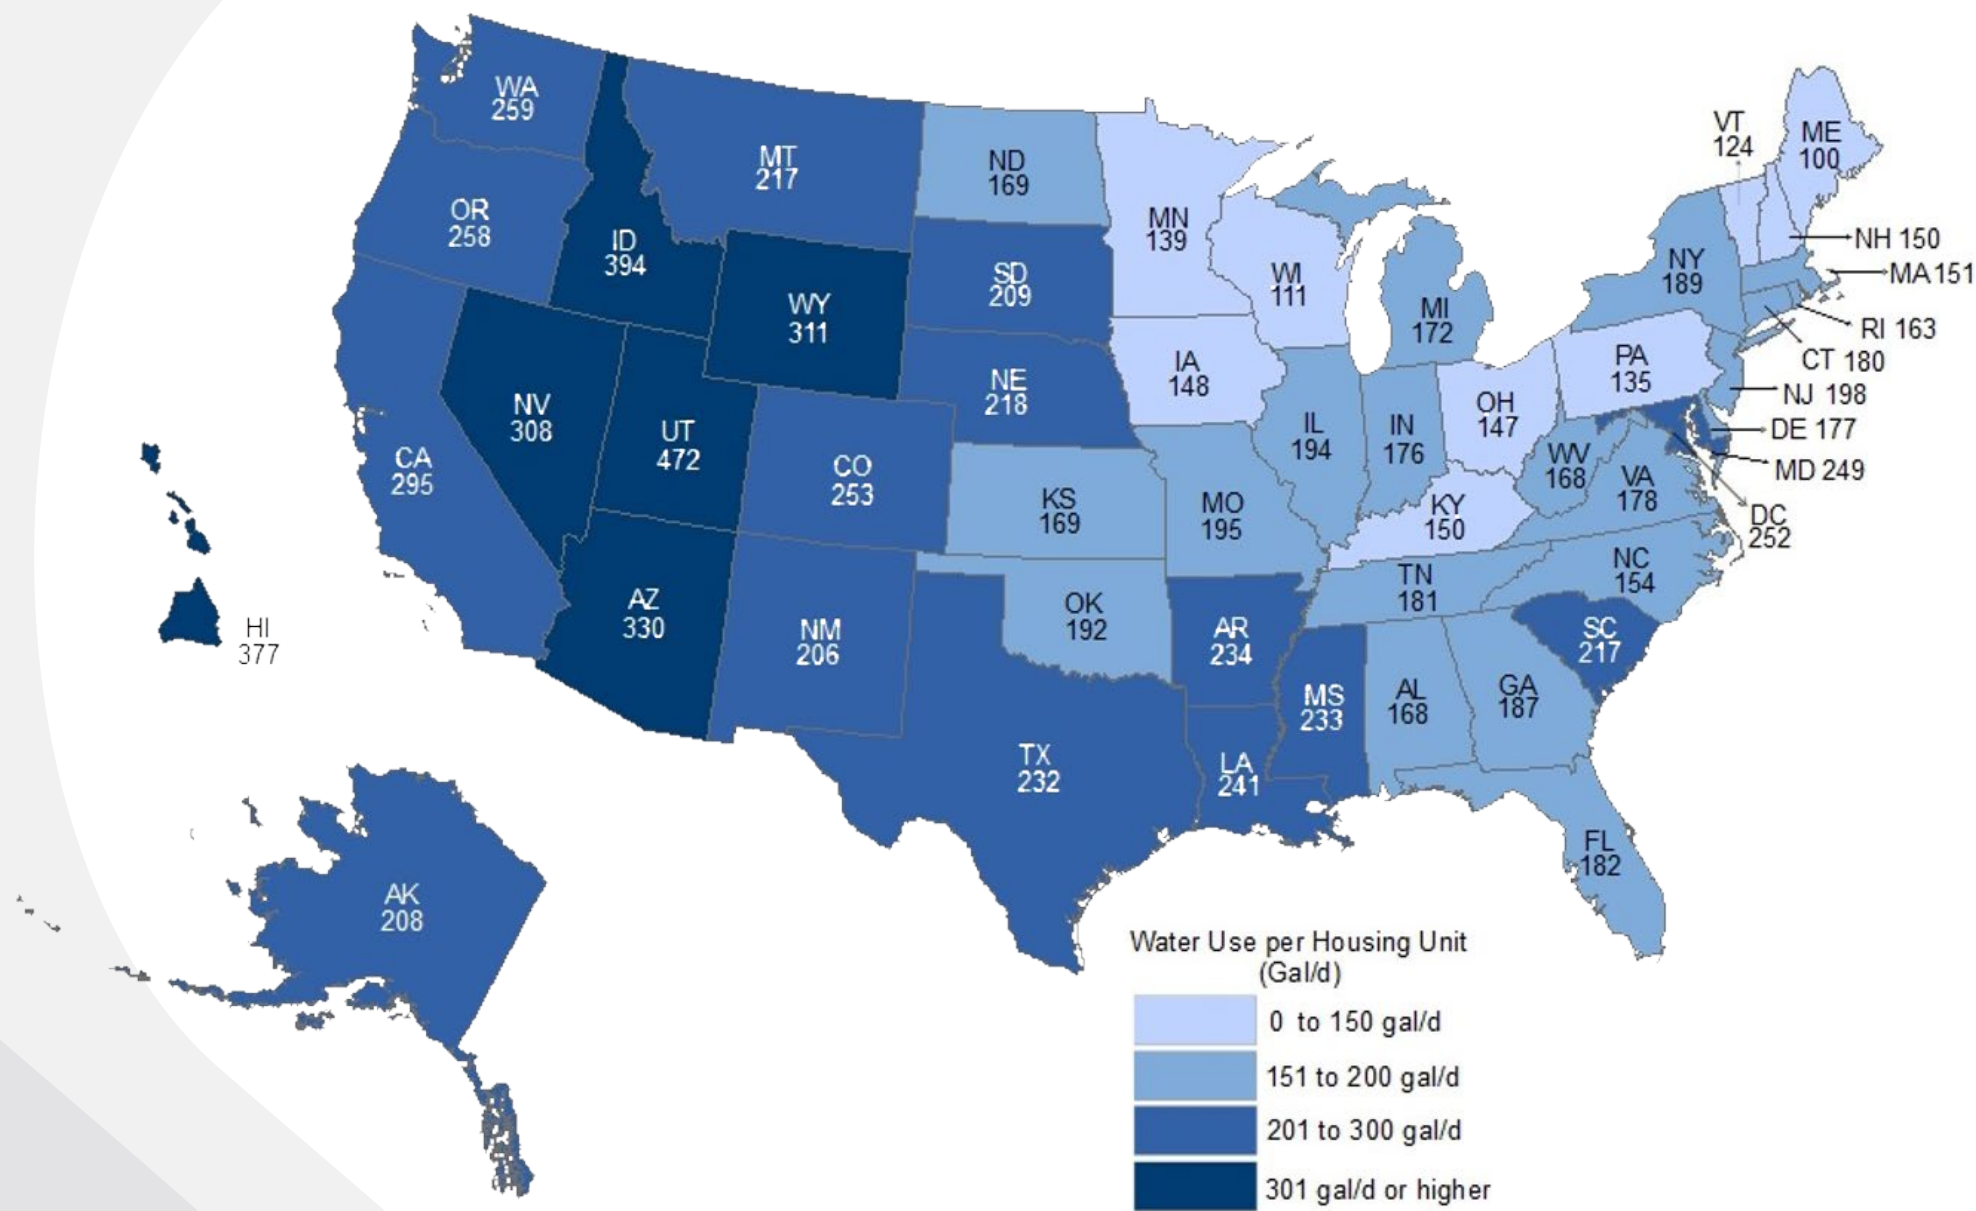 WA
259
OR
258
CA
295
ID
394
NV
308
MT
217
WY
311
UT
472
AZ
330
CO
253
NM
206
ND
169
SD
209
NE
218
KS
169
OK
192
TX
232
MN
139
IA
148
MO
195
AR
234
LA
241
WI
111
IL
194
MS
233
MI
172
IN
176
KY
150
TN
181
AL
168
OH
147
WV
168
VA
178
NC
154
SC
217
GA
187
FL
182
PA
135
NY
189
VT
124
ME
100
NH 150
MA 151
RI 163
CT 180
NJ 198
DE 177
MD 249
DC
252
HI
377
AK
208
Water Use per Housing Unit
(Gal/d)
0 to 150 gal/d
151 to 200 gal/d
201 to 300 gal/d
301 gal/d or higher